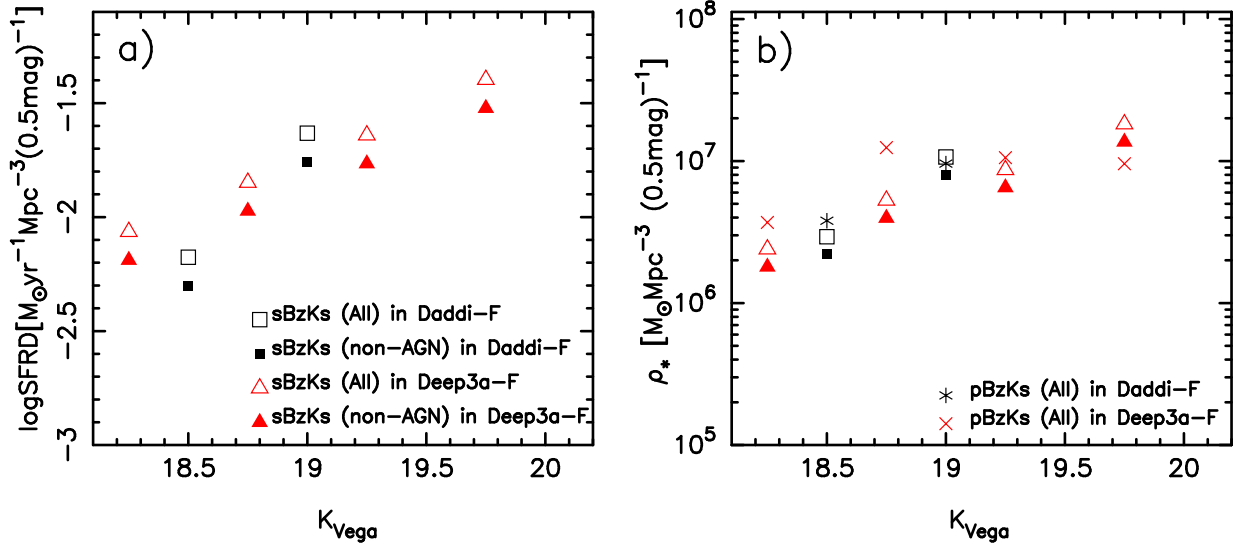 a)
logSFRD[M⊙yr⁻¹Mpc⁻³(0.5mag)⁻¹]
−1.5
−2
−2.5
−3
□ sBzKs (All) in Daddi−F
■ sBzKs (non−AGN) in Daddi−F
△ sBzKs (All) in Deep3a−F
▲ sBzKs (non−AGN) in Deep3a−F
18.5 19 19.5 20
K_Vega
b)
ρ* [M⊙Mpc⁻³ (0.5mag)⁻¹]
10⁸
10⁷
10⁶
10⁵
pBzKs (All) in Daddi−F
pBzKs (All) in Deep3a−F
18.5 19 19.5 20
K_Vega